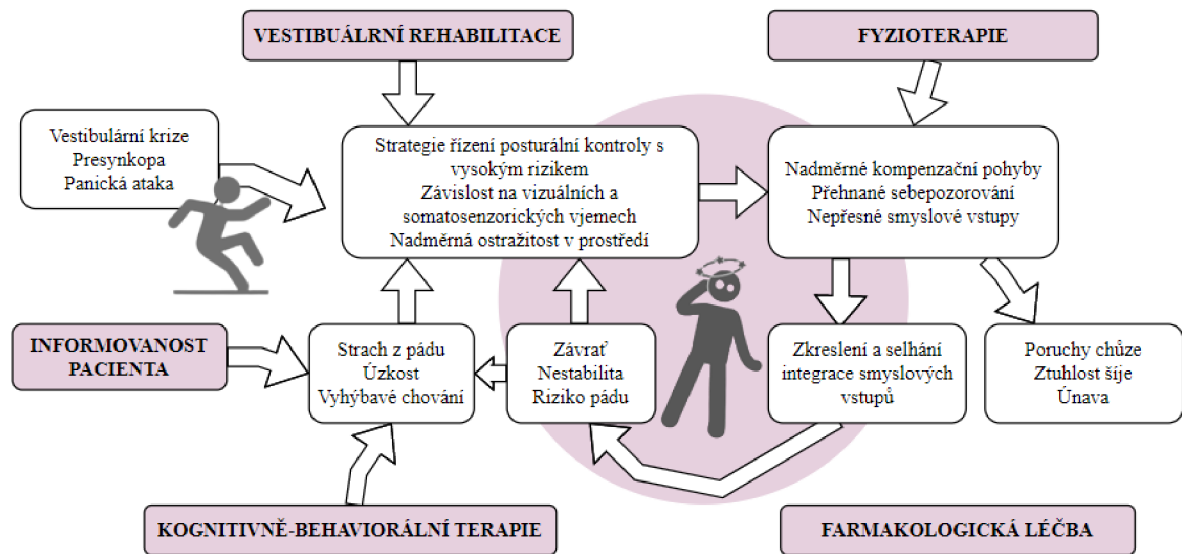 VESTIBUÁLRNÍ REHABILITACE
FYZIOTERAPIE
Vestibulární krize
Presynkopa
Panická ataka
Strategie řízení posturální kontroly s
vysokým rizikem
Závislost na vizuálních a
somatosenzorických vjemech
Nadměrná ostražitost v prostředí
Nadměrné kompenzační pohyby
Přehnané sebepozorování
Nepřesné smyslové vstupy
INFORMOVANOST
PACIENTA
Strach z pádu
Úzkost
Vyhýbavé chování
Závrať
Nestabilita
Riziko pádu
Zkreslení a selhání
integrace smyslových
vstupů
Poruchy chůze
Ztuhlost šíje
Únava
KOGNITIVNĚ-BEHAVIORÁLNÍ TERAPIE
FARMAKOLOGICKÁ LÉČBA